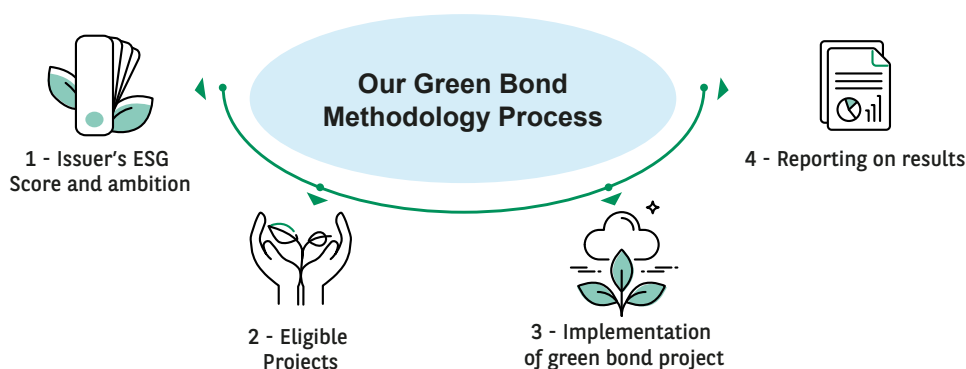 Our Green Bond
Methodology Process
1 - Issuer's ESG
Score and ambition
2 - Eligible
Projects
3 - Implementation
of green bond project
4 - Reporting on results